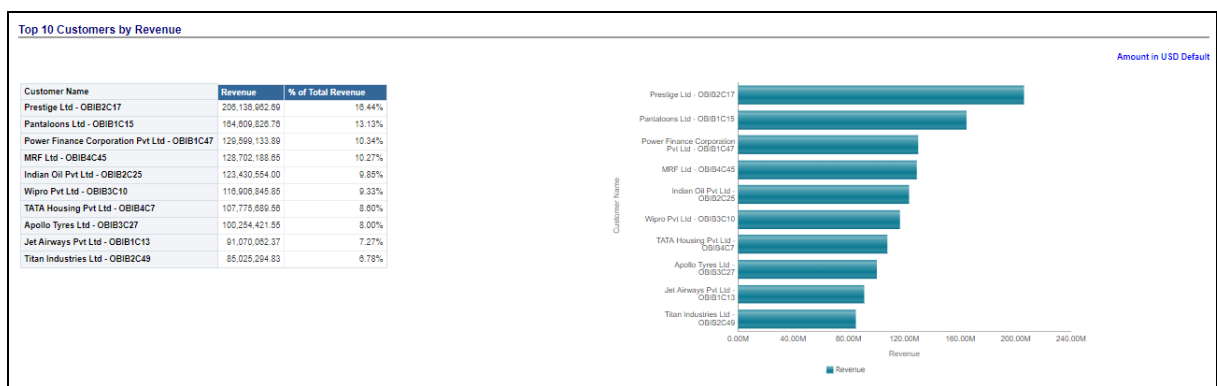 Top 10 Customers by Revenue
Amount in USD Default
Customer Name Revenue % of Total Revenue
Prestige Ltd - OBIB2C17 206,136,962.69 16.44%
Pantaloons Ltd - OBIB1C15 164,609,826.76 13.13%
Power Finance Corporation Pvt Ltd - OBIB1C47 129,599,133.89 10.34%
MRF Ltd - OBIB4C45 128,702,188.65 10.27%
Indian Oil Pvt Ltd - OBIB2C25 123,430,554.00 9.85%
Wipro Pvt Ltd - OBIB3C10 116,906,845.85 9.33%
TATA Housing Pvt Ltd - OBIB4C7 107,775,689.56 8.60%
Apollo Tyres Ltd - OBIB3C27 100,254,421.55 8.00%
Jet Airways Pvt Ltd - OBIB1C13 91,070,062.37 7.27%
Titan Industries Ltd - OBIB2C49 85,025,294.83 6.78%
Customer Name
Prestige Ltd - OBIB2C17
Pantaloons Ltd - OBIB1C15
Power Finance Corporation
Pvt Ltd - OBIB1C47
MRF Ltd - OBIB4C45
Indian Oil Pvt Ltd -
OBIB2C25
Wipro Pvt Ltd - OBIB3C10
TATA Housing Pvt Ltd -
OBIB4C7
Apollo Tyres Ltd -
OBIB3C27
Jet Airways Pvt Ltd -
OBIB1C13
Titan Industries Ltd -
OBIB2C49
0.00M 40.00M 80.00M 120.00M 160.00M 200.00M 240.00M
Revenue
Revenue